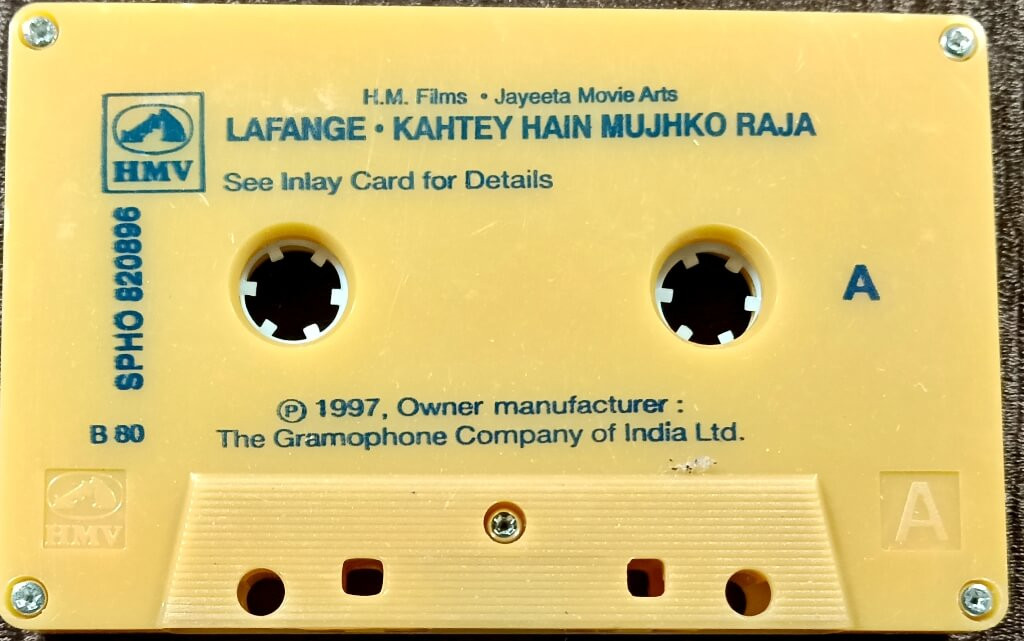 H.M. Films • Jayeeta Movie Arts
LAFANGE • KAHTEY HAIN MUJHKO RAJA
HMV
See Inlay Card for Details
SPHO 820896
A
℗ 1997, Owner manufacturer :
B 80
The Gramophone Company of India Ltd.
HMV
A